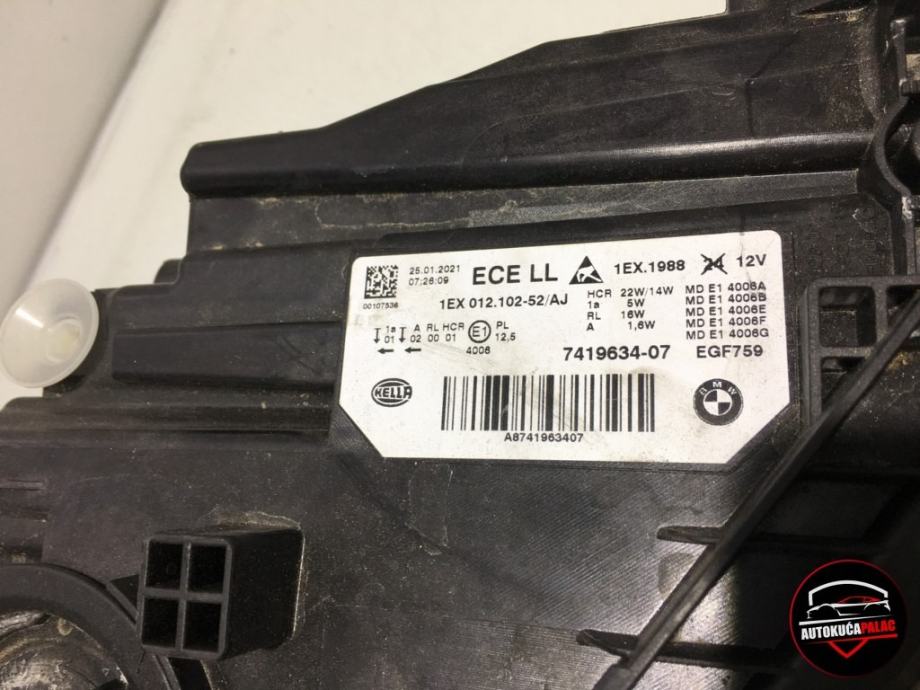 25.01.2021
07:26:09
00107536
ECE LL
1EX.1988 24 12V
1EX 012.102-52/AJ
HCR 22W/14W
1a 5W
RL 16W
A 1,6W
MD E1 4006A
MD E1 4006B
MD E1 4006E
MD E1 4006F
MD E1 4006G
1a A RL HCR
01 02 00 01
E1
4006
PL
12,5
7419634-07 EGF759
HELLA
A8741963407
BMW
AUTOKUĆA PALAC